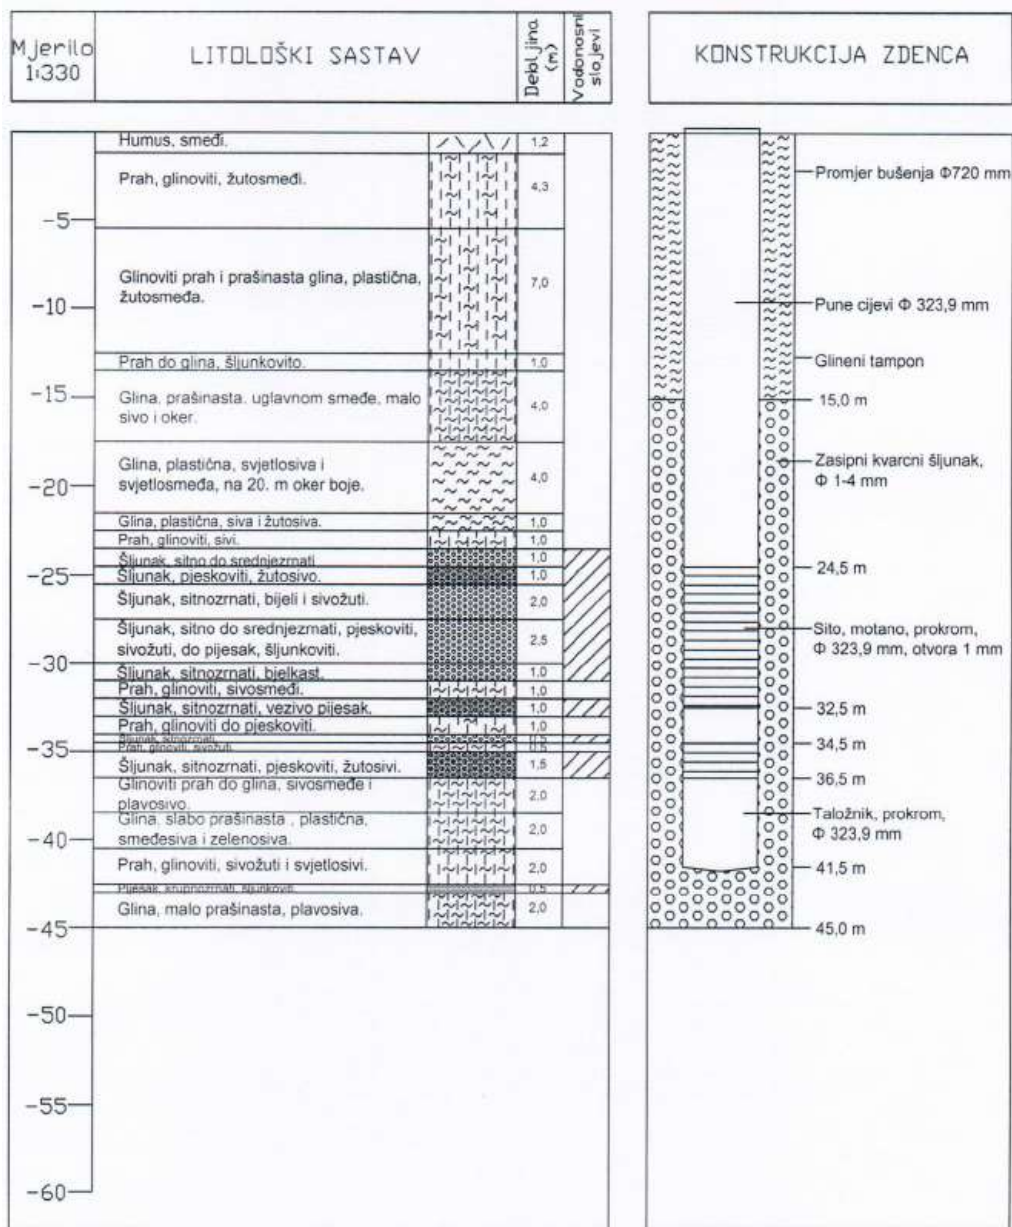 Mjerilo
1:330
LITOLOŠKI SASTAV
Debljina
(m)
Vodonosni
slojevi
KONSTRUKCIJA ZDENCA
Humus, smeđi.
1,2
Prah, glinoviti, žutosmeđi.
4,3
-5
Glinoviti prah i prašinasta glina, plastična,
žutosmeđa.
7,0
-10
Prah do glina, šljunkovito.
1,0
-15
Glina, prašinasta. uglavnom smeđe, malo
sivo i oker.
4,0
Glina, plastična, svjetlosiva i
svjetlosmeđa, na 20. m oker boje.
4,0
-20
Glina, plastična, siva i žutosiva.
1,0
Prah, glinoviti, sivi.
1,0
Šljunak, sitno do srednjezrnati
1,0
-25
Šljunak, pjeskoviti, žutosivo.
1,0
Šljunak, sitnozrnati, bijeli i sivožuti.
2,0
Šljunak, sitno do srednjezrnati, pjeskoviti,
sivožuti, do pijesak, šljunkoviti.
2,5
-30
Šljunak, sitnozrnati, bjelkast.
1,0
Prah, glinoviti, sivosmeđi.
1,0
Šljunak, sitnozrnati, vezivo pijesak.
1,0
Prah, glinoviti do pjeskoviti.
1,0
Šljunak, sitnozrnati.
0,5
-35
Prah, glinoviti, sivožuti.
0,5
Šljunak, sitnozrnati, pjeskoviti, žutosivi.
1,5
Glinoviti prah do glina, sivosmeđe i
plavosivo.
2,0
Glina, slabo prašinasta , plastična,
smeđesiva i zelenosiva.
2,0
-40
Prah, glinoviti, sivožuti i svjetlosivi.
2,0
Pijesak, krupnozrnati, šljunkoviti.
0,5
Glina, malo prašinasta, plavosiva.
2,0
-45
-50
-55
-60
Promjer bušenja Φ720 mm
Pune cijevi Φ 323,9 mm
Glineni tampon
15,0 m
Zasipni kvarcni šljunak,
Φ 1-4 mm
24,5 m
Sito, motano, prokrom,
Φ 323,9 mm, otvora 1 mm
32,5 m
34,5 m
36,5 m
Taložnik, prokrom,
Φ 323,9 mm
41,5 m
45,0 m